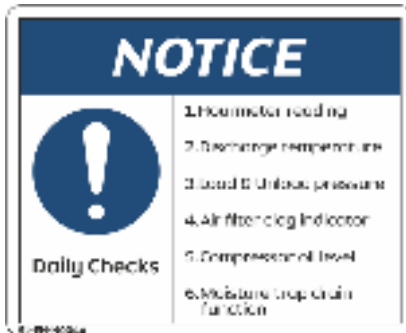 NOTICE
Daily Checks
1.Hourmeter reading
2.Discharge temperature
3.Load & Unload pressure
4.Air filter clog indicator
5.Compressor oil level
6.Moisture trap drain
function